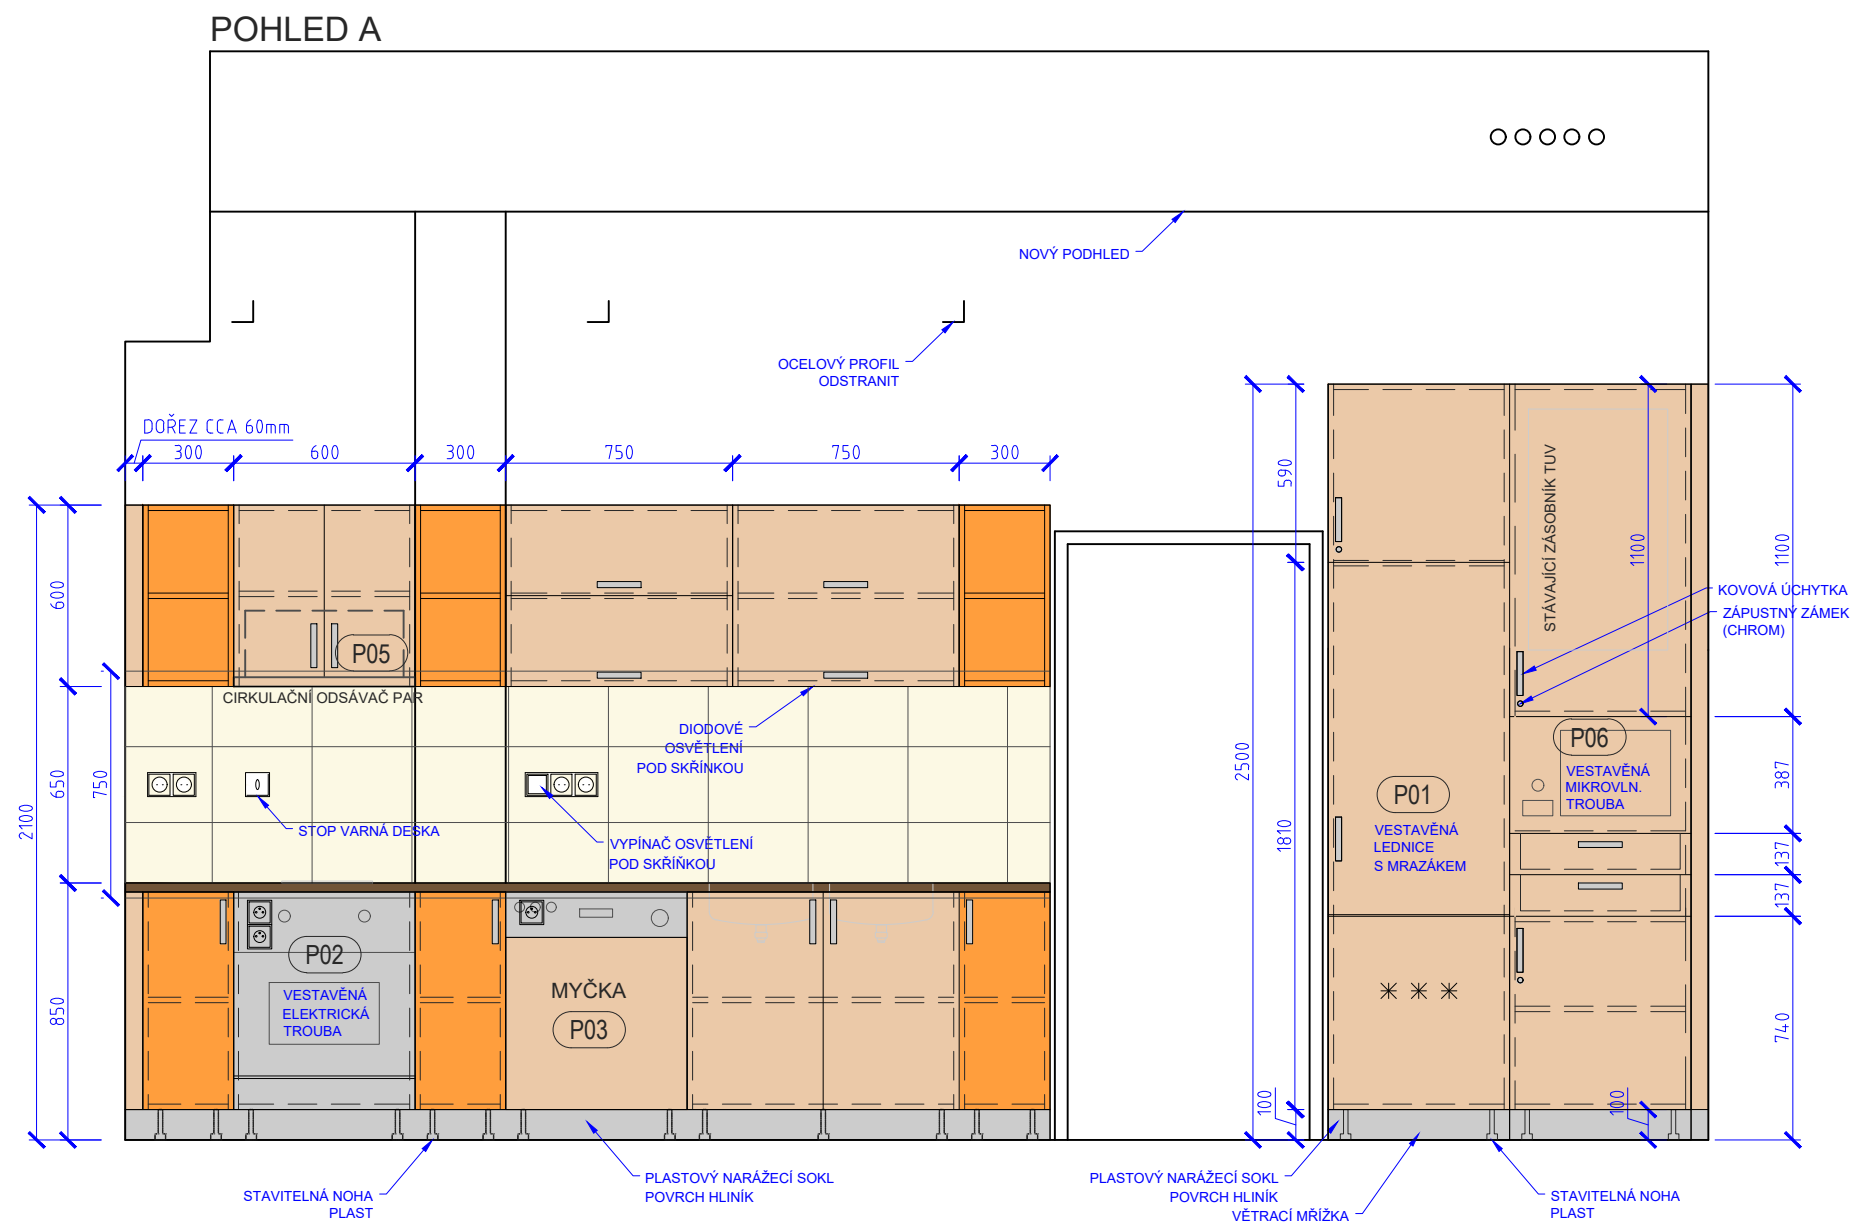 POHLED A
NOVÝ PODHLED
OCELOVÝ PROFIL
ODSTRANIT
DOŘEZ CCA 60mm
300
600
300
750
750
300
2100
600
650
750
850
P05
CIRKULAČNÍ ODSÁVAČ PAR
DIODOVÉ
OSVĚTLENÍ
POD SKŘÍNKOU
STOP VARNÁ DESKA
VYPÍNAČ OSVĚTLENÍ
POD SKŘÍŇKOU
P02
VESTAVĚNÁ
ELEKTRICKÁ
TROUBA
MYČKA
P03
2500
590
1810
100
STÁVAJÍCÍ ZÁSOBNÍK TUV
1100
1100
KOVOVÁ ÚCHYTKA
ZÁPUSTNÝ ZÁMEK
(CHROM)
P06
VESTAVĚNÁ
MIKROVLN.
TROUBA
P01
VESTAVĚNÁ
LEDNICE
S MRAZÁKEM
387
137
137
740
100
STAVITELNÁ NOHA
PLAST
PLASTOVÝ NARÁŽECÍ SOKL
POVRCH HLINÍK
PLASTOVÝ NARÁŽECÍ SOKL
POVRCH HLINÍK
VĚTRACÍ MŘÍŽKA
STAVITELNÁ NOHA
PLAST